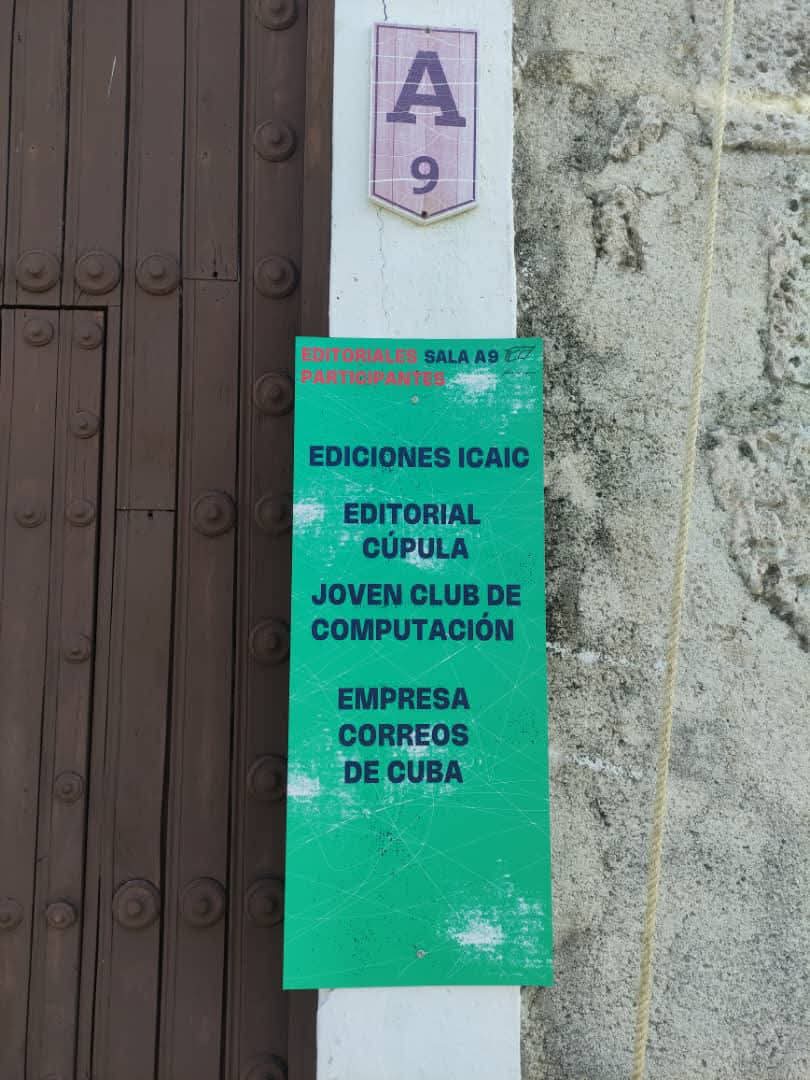 A
9
EDITORIALES SALA A9
PARTICIPANTES
EDICIONES ICAIC
EDITORIAL
CÚPULA
JOVEN CLUB DE
COMPUTACIÓN
EMPRESA
CORREOS
DE CUBA